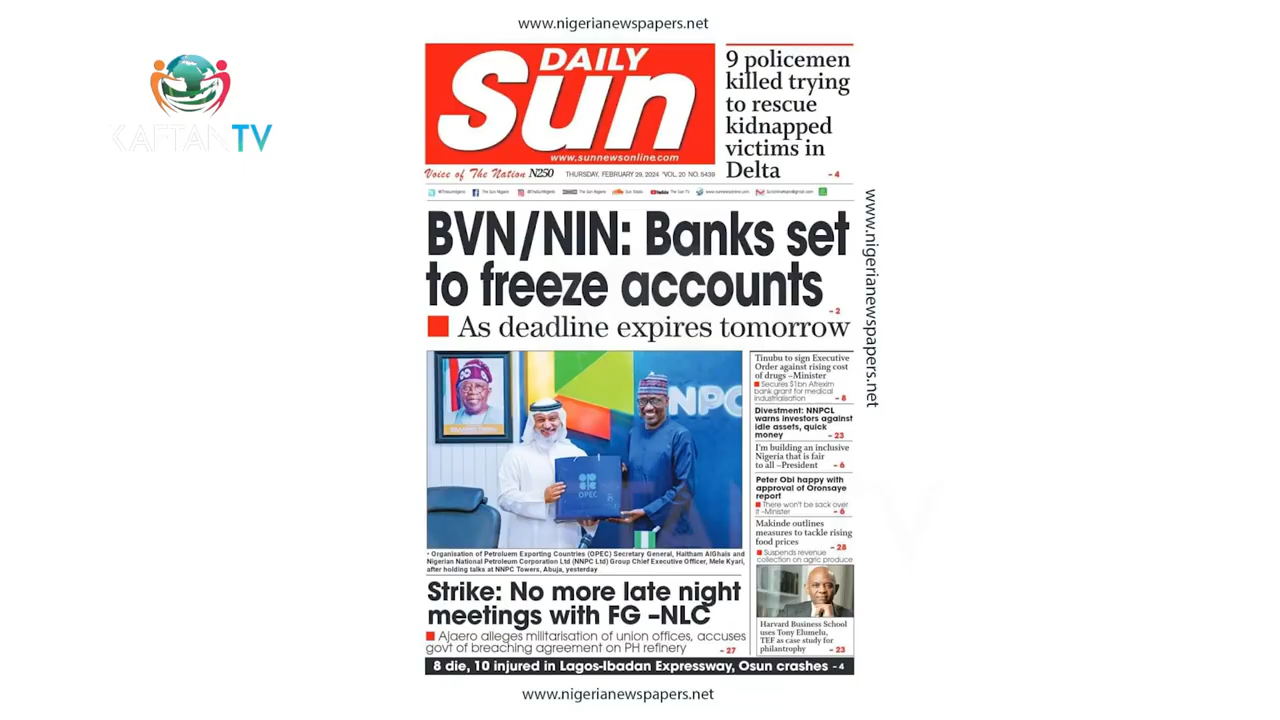 www.nigerianewspapers.net
KAFTANTV
DAILY
Sun
www.sunnewsonline.com
9 policemen
killed trying
to rescue
kidnapped
victims in
Delta
- 4
Voice of The Nation N250
THURSDAY, FEBRUARY 29, 2024 *VOL. 20 NO. 5439
The Sun Nigeria
www.sunnewsonline.com
BVN/NIN: Banks set
to freeze accounts
- 2
As deadline expires tomorrow
www.nigerianewspapers.net
NNPC
OPEC
• Organisation of Petroluem Exporting Countries (OPEC) Secretary General, Haitham AlGhais and
Nigerian National Petroleum Corporation Ltd (NNPC Ltd) Group Chief Executive Officer, Mele Kyari,
after holding talks at NNPC Towers, Abuja, yesterday
Strike: No more late night
meetings with FG –NLC
Ajaero alleges militarisation of union offices, accuses
govt of breaching agreement on PH refinery
- 27
Tinubu to sign Executive
Order against rising cost
of drugs –Minister
Secures $1bn Afrexim
bank grant for medical
industrialisation
- 8
Divestment: NNPCL
warns investors against
idle assets, quick
money
- 23
I'm building an inclusive
Nigeria that is fair
to all –President
- 6
Peter Obi happy with
approval of Oronsaye
report
There won't be sack over
it –Minister
- 6
Makinde outlines
measures to tackle rising
food prices
- 28
Suspends revenue
collection on agric produce
Harvard Business School
uses Tony Elumelu,
TEF as case study for
philanthrophy
- 23
8 die, 10 injured in Lagos-Ibadan Expressway, Osun crashes - 4
www.nigerianewspapers.net